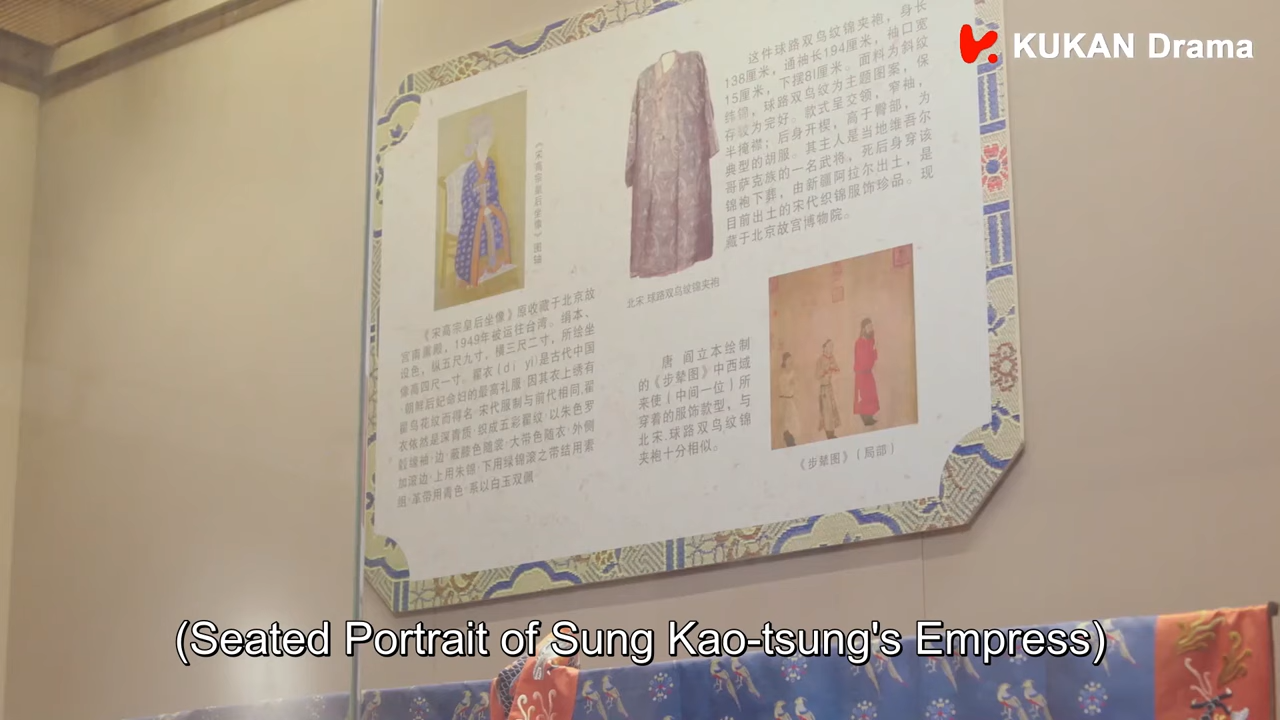 KUKAN Drama
这件球路双鸟纹锦夹袍，身长
138厘米，通袖长194厘米，袖口宽
15厘米，下摆81厘米。面料为斜纹
纬锦，球路双鸟纹为主题图案，保
存较为完好。款式呈交领，窄袖，
半掩襟；后身开楔，高于臀部，为
典型的胡服。其主人是当地维吾尔
哥萨克族的一名武将，死后身穿该
锦袍下葬，由新疆阿拉尔出土，是
目前出土的宋代织锦服饰珍品。现
藏于北京故宫博物院。
《宋高宗皇后坐像》图轴
北宋·球路双鸟纹锦夹袍
《宋高宗皇后坐像》原收藏于北京故
宫南薰殿，1949年被运往台湾。绢本、
设色，纵五尺九寸，横三尺二寸，所绘坐
像高四尺一寸。翟衣(di yi)是古代中国
·朝鲜后妃命妇的最高礼服·因其衣上绣有
翟鸟花纹而得名·宋代服制与前代相同,翟
衣依然是深青质·织成五彩翟纹·以朱色罗
縠缘袖·边·蔽膝色随裳·大带色随衣·外侧
加滚边·上用朱锦·下用绿锦滚之带结用素
组·革带用青色·系以白玉双佩
唐 阎立本绘制
的《步辇图》中西域
来使（中间一位）所
穿着的服饰款型，与
北宋·球路双鸟纹锦
夹袍十分相似。
《步辇图》（局部）
(Seated Portrait of Sung Kao-tsung's Empress)